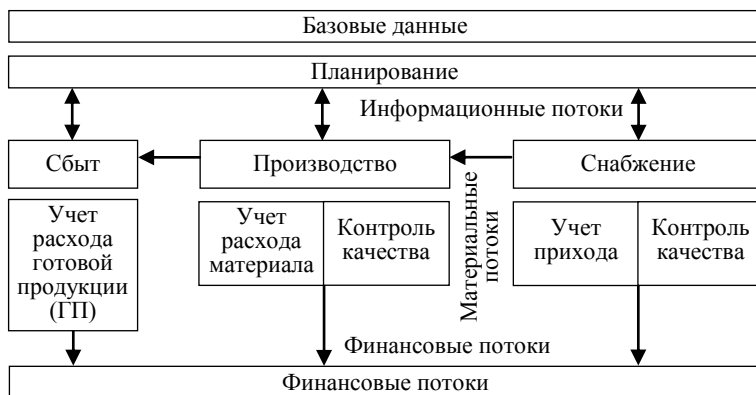 Базовые данные
Планирование
Информационные потоки
Сбыт
Производство
Снабжение
Материальные
потоки
Учет
расхода
готовой
продукции
(ГП)
Учет
расхода
материала
Контроль
качества
Учет
прихода
Контроль
качества
Финансовые потоки
Финансовые потоки